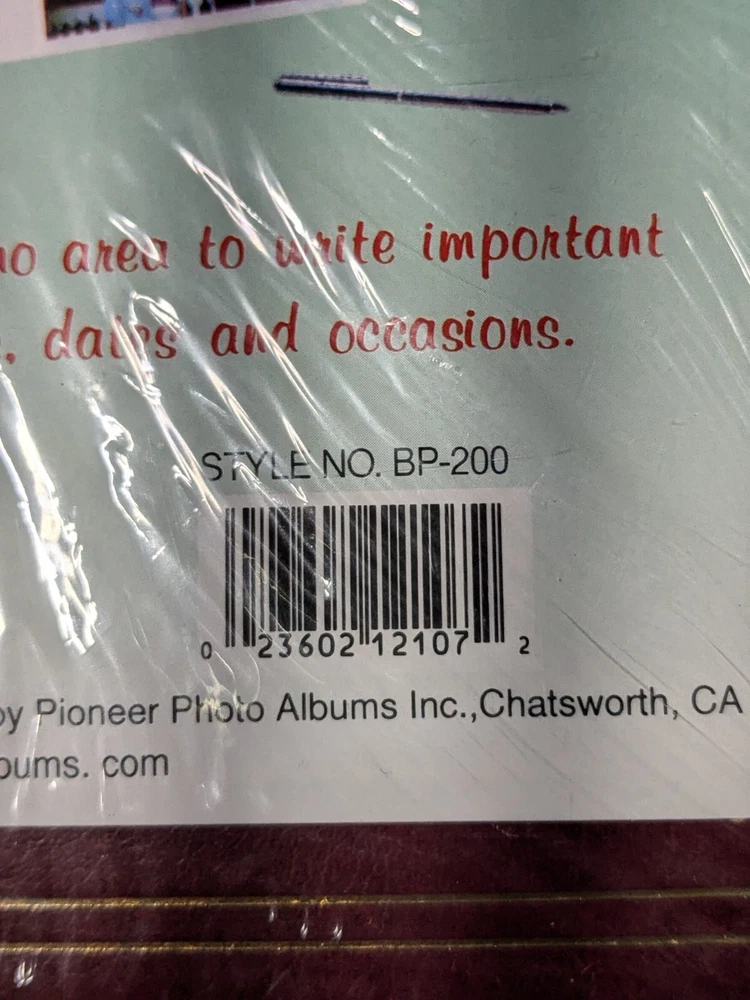 area to write important
dates and occasions.
STYLE NO. BP-200
0 23602 12107 2
by Pioneer Photo Albums Inc.,Chatsworth, CA
bums. com